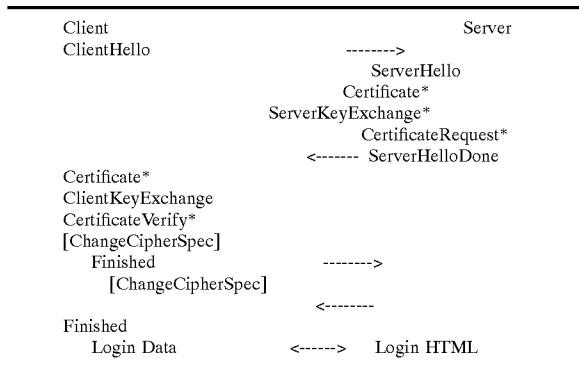 Client Server
ClientHello -------->
ServerHello
Certificate*
ServerKeyExchange*
CertificateRequest*
<------- ServerHelloDone
Certificate*
ClientKeyExchange
CertificateVerify*
[ChangeCipherSpec]
Finished -------->
[ChangeCipherSpec]
<--------
Finished
Login Data <------> Login HTML